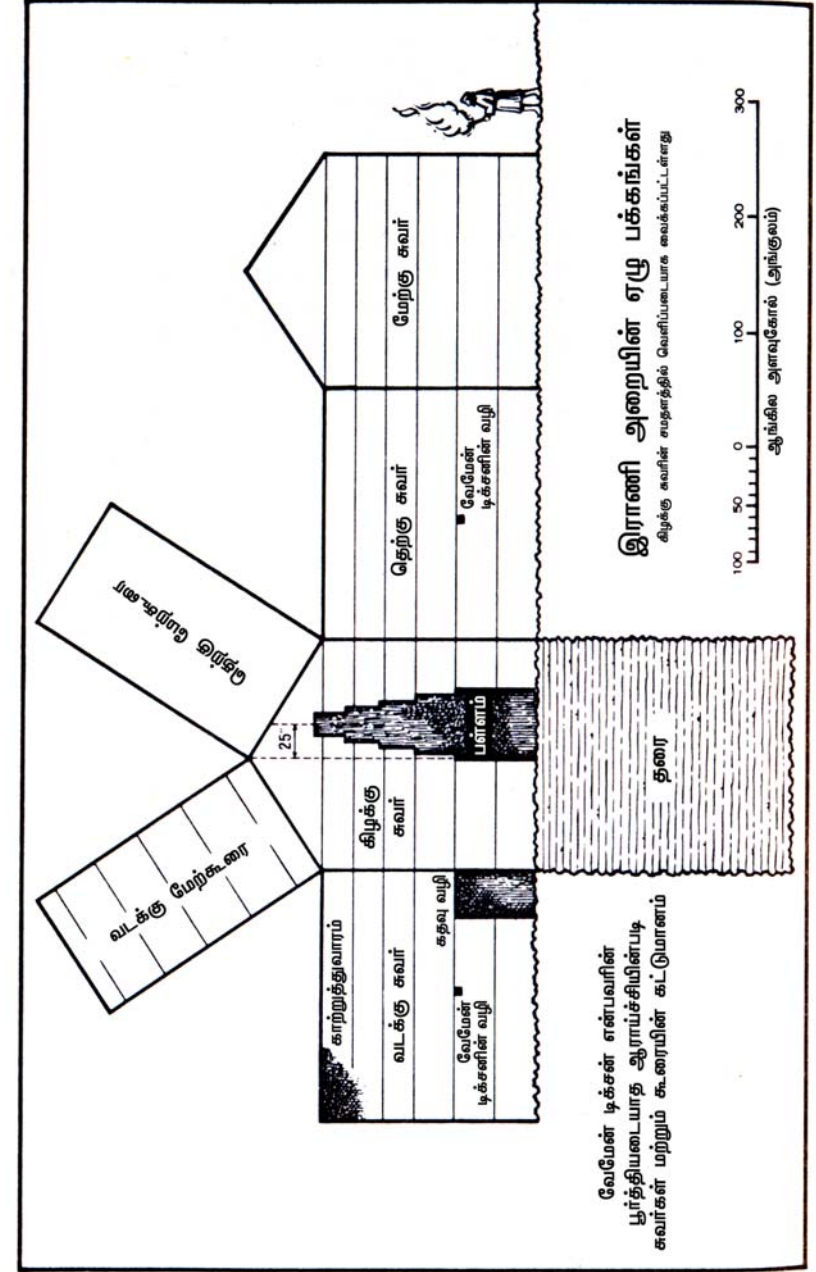 தெற்கு மேற்கூரை
வடக்கு மேற்கூரை
25"
காற்றுத்துவாரம்
வடக்கு சுவர்
கதவு வழி
வேமேன்
டிக்சனின் வழி
கிழக்கு
சுவர்
பள்ளம்
தெற்கு சுவர்
வேமேன்
டிக்சனின் வழி
மேற்கு சுவர்
தரை
வேமேன் டிக்சன் என்பவரின்
பூர்த்தியடையாத ஆராய்ச்சியின்படி
சுவர்கள் மற்றும் கூரையின் கட்டுமானம்
இராணி அறையின் ஏழு பக்கங்கள்
கிழக்கு சுவரின் சமதளத்தில் வெளிப்படையாக வைக்கப்பட்டள்ளது
100 50 0 100 200 300
ஆங்கில அளவுகோல் (அங்குலம்)